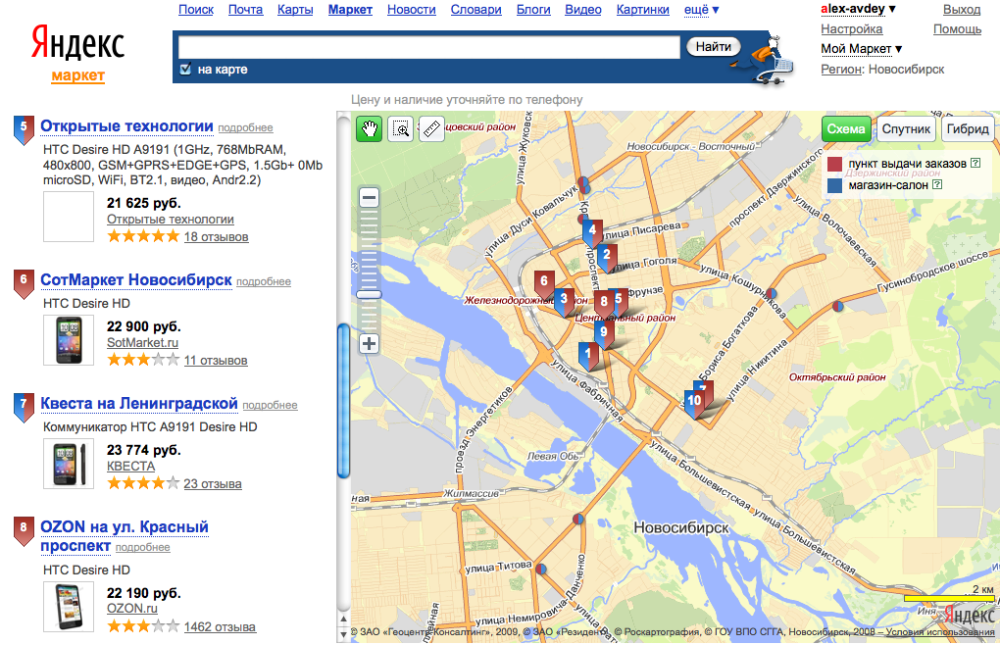 Поиск Почта Карты Маркет Новости Словари Блоги Видео Картинки ещё ▼
alex-avdey ▼ Выход
Настройка Помощь
Мой Маркет ▼
Регион: Новосибирск
Яндекс
маркет
Найти
на карте
Цену и наличие уточняйте по телефону
5 Открытые технологии подробнее
HTC Desire HD A9191 (1GHz, 768MbRAM,
480x800, GSM+GPRS+EDGE+GPS, 1.5Gb+ 0Mb
microSD, WiFi, BT2.1, видео, Andr2.2)
21 625 руб.
Открытые технологии
18 отзывов
6 СотМаркет Новосибирск подробнее
HTC Desire HD
22 900 руб.
SotMarket.ru
11 отзывов
7 Квеста на Ленинградской подробнее
Коммуникатор HTC A9191 Desire HD
23 774 руб.
КВЕСТА
23 отзыва
8 OZON на ул. Красный
проспект подробнее
HTC Desire HD
22 190 руб.
OZON.ru
1462 отзыва
Схема Спутник Гибрид
пункт выдачи заказов ?
магазин-салон ?
цовский район
Дзержинский район
Новосибирск - Восточный
улица Жуковск
улица Дуси Ковальчук
проспект Дзержинского
улица Волочаевская
4 улица Писарева
2 улица Гоголя
Гусинобродское шоссе
улица Кошурникова
6 3 8 5 Фрунзе
Железнодорожный район
Центральный район
9
1
улица Бориса Богаткова
улица Никитина
Октябрьский район
7
10
улица Фабричная
проезд Энергетиков
Левая Обь
улица Большевистская
улица Большевистская
Жилмассив
ная
Новосибирск
улица Титова
улица Немировича-Данченко
2 км
Иня
Яндекс
© ЗАО «Геоцентр-Консалтинг», 2009, © ЗАО «Резидент», © Роскартография, © ГОУ ВПО СГГА, Новосибирск, 2008 – Условия использования